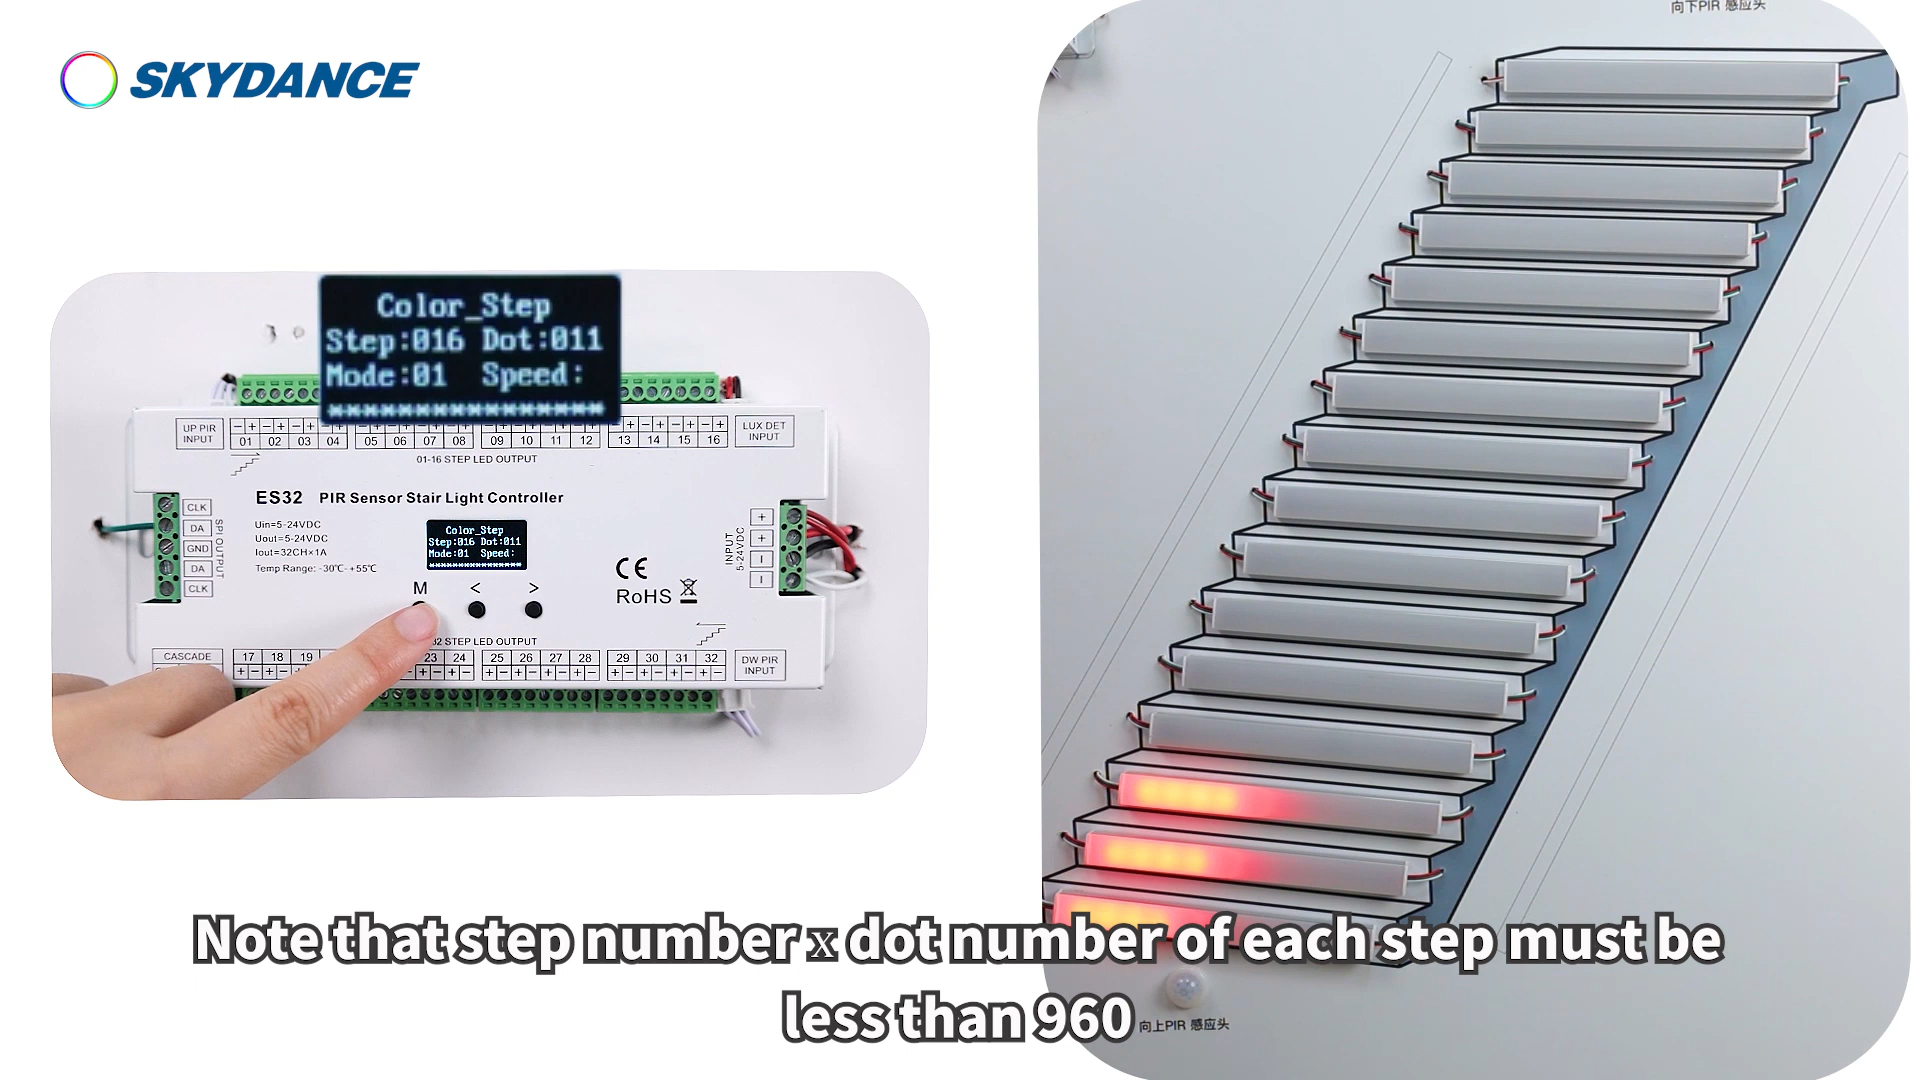 SKYDANCE
向下PIR 感应头
Color_Step
Step:016 Dot:011
Mode:01 Speed:
****************
UP PIR
INPUT
- + - + - + - + - + - + - + - + - + - + - + - + + - + - + - +
01 02 03 04 05 06 07 08 09 10 11 12 13 14 15 16
LUX DET
INPUT
01-16 STEP LED OUTPUT
ES32 PIR Sensor Stair Light Controller
Uin=5-24VDC
Uout=5-24VDC
Iout=32CH×1A
Temp Range: -30℃-+55℃
CLK
DA
GND
DA
CLK
SPI OUTPUT
Color_Step
Step:016 Dot:011
Mode:01 Speed:
****************
M < >
CE
RoHS
INPUT
5-24VDC
+
+
I
I
32 STEP LED OUTPUT
CASCADE
17 18 19 23 24 25 26 27 28 29 30 31 32
+ - + - + - + - + - + - + - + - + - + - + - + -
DW PIR
INPUT
Note that step number x dot number of each step must be
less than 960
向上PIR 感应头